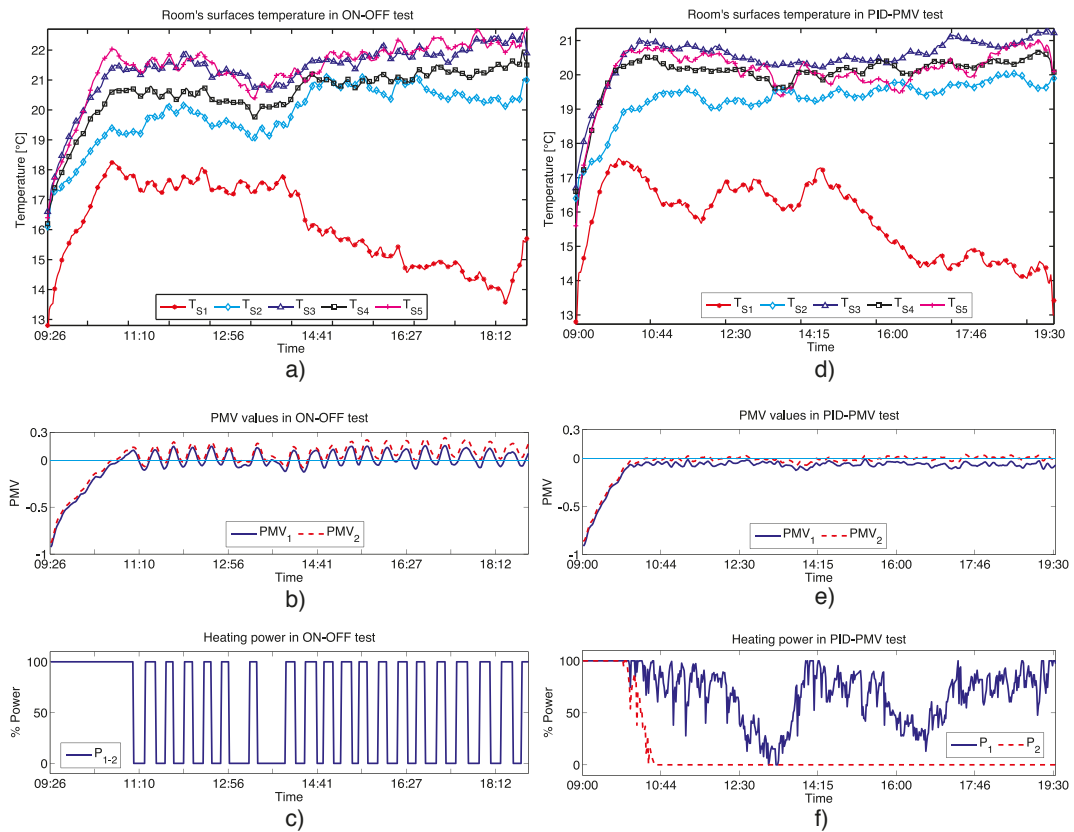 Room's surfaces temperature in ON-OFF test
Temperature [°C]
22
21
20
19
18
17
16
15
14
13
T_S1 T_S2 T_S3 T_S4 T_S5
09:26 11:10 12:56 14:41 16:27 18:12
Time
a)
Room's surfaces temperature in PID-PMV test
Temperature [°C]
21
20
19
18
17
16
15
14
13
T_S1 T_S2 T_S3 T_S4 T_S5
09:00 10:44 12:30 14:15 16:00 17:46 19:30
Time
d)
PMV values in ON-OFF test
PMV
0.3
0
-0.5
-1
PMV_1 PMV_2
09:26 11:10 12:56 14:41 16:27 18:12
Time
b)
PMV values in PID-PMV test
PMV
0.3
0
-0.5
-1
PMV_1 PMV_2
09:00 10:44 12:30 14:15 16:00 17:46 19:30
Time
e)
Heating power in ON-OFF test
% Power
100
50
0
P_1-2
09:26 11:10 12:56 14:41 16:27 18:12
Time
c)
Heating power in PID-PMV test
% Power
100
50
0
P_1 P_2
09:00 10:44 12:30 14:15 16:00 17:46 19:30
Time
f)